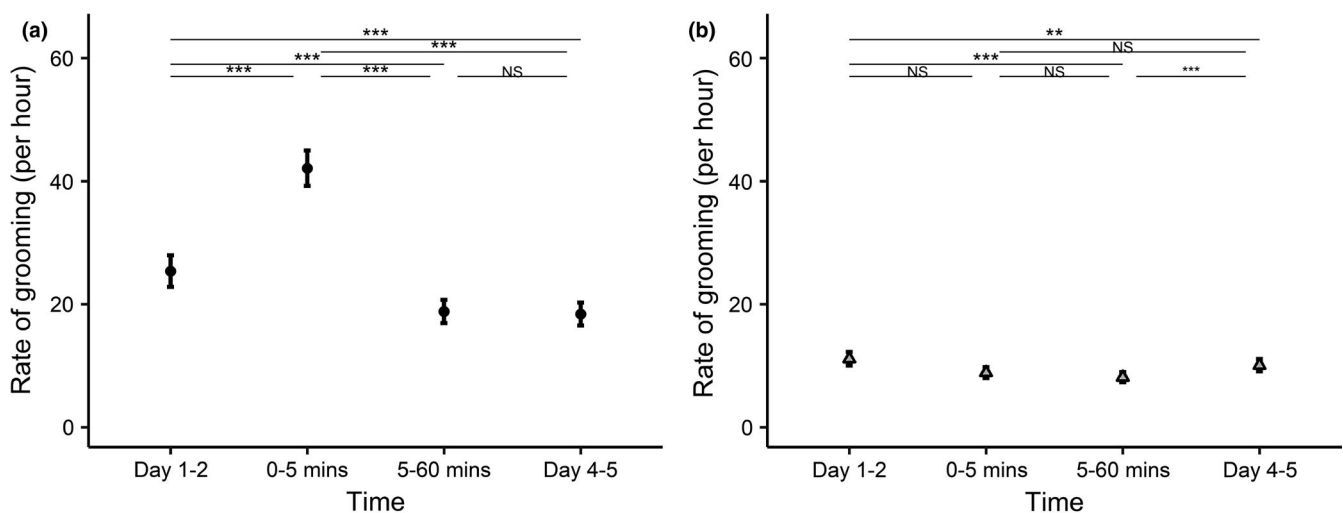 (a)
Rate of grooming (per hour)
60
40
20
0
***
***
***
***
***
NS
Day 1-2
0-5 mins
5-60 mins
Day 4-5
Time
(b)
Rate of grooming (per hour)
60
40
20
0
**
NS
***
NS
NS
***
Day 1-2
0-5 mins
5-60 mins
Day 4-5
Time